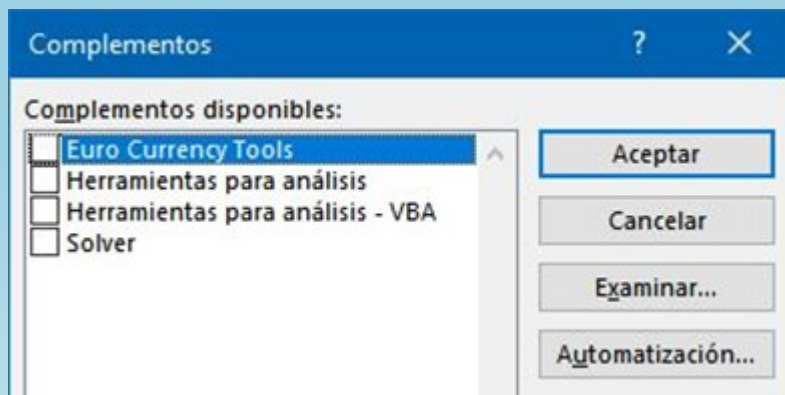 Complementos ?
Complementos disponibles:
Euro Currency Tools
Herramientas para análisis
Herramientas para análisis - VBA
Solver
Aceptar
Cancelar
Examinar...
Automatización...